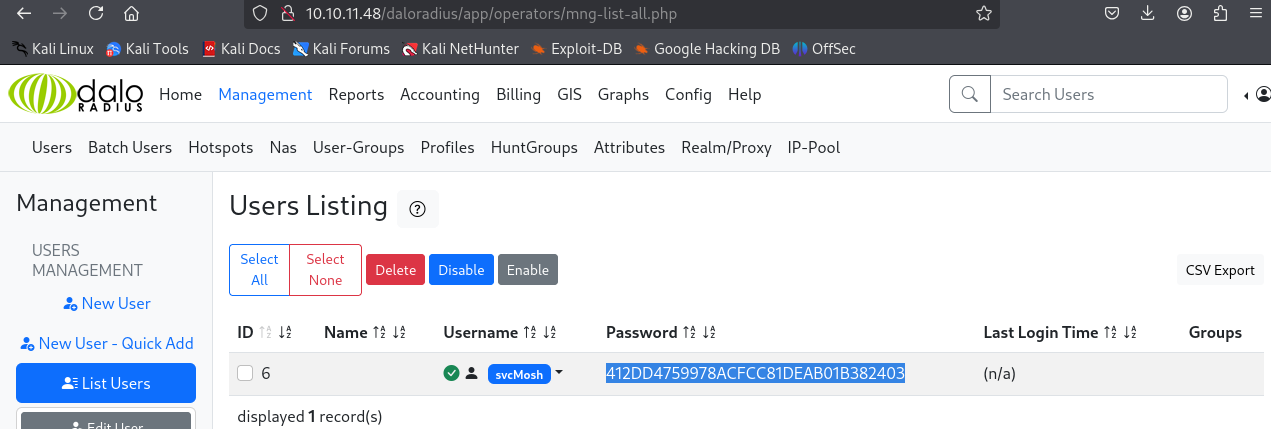 10.10.11.48/daloradius/app/operators/mng-list-all.php
Kali Linux Kali Tools Kali Docs Kali Forums Kali NetHunter Exploit-DB Google Hacking DB OffSec
dalo RADIUS Home Management Reports Accounting Billing GIS Graphs Config Help Search Users
Users Batch Users Hotspots Nas User-Groups Profiles HuntGroups Attributes Realm/Proxy IP-Pool
Management
USERS
MANAGEMENT
New User
New User - Quick Add
List Users
Edit User
Users Listing
Select
All
Select
None
Delete Disable Enable CSV Export
ID Name Username Password Last Login Time Groups
6 svcMosh 412DD4759978ACFCC81DEAB01B382403 (n/a)
displayed 1 record(s)